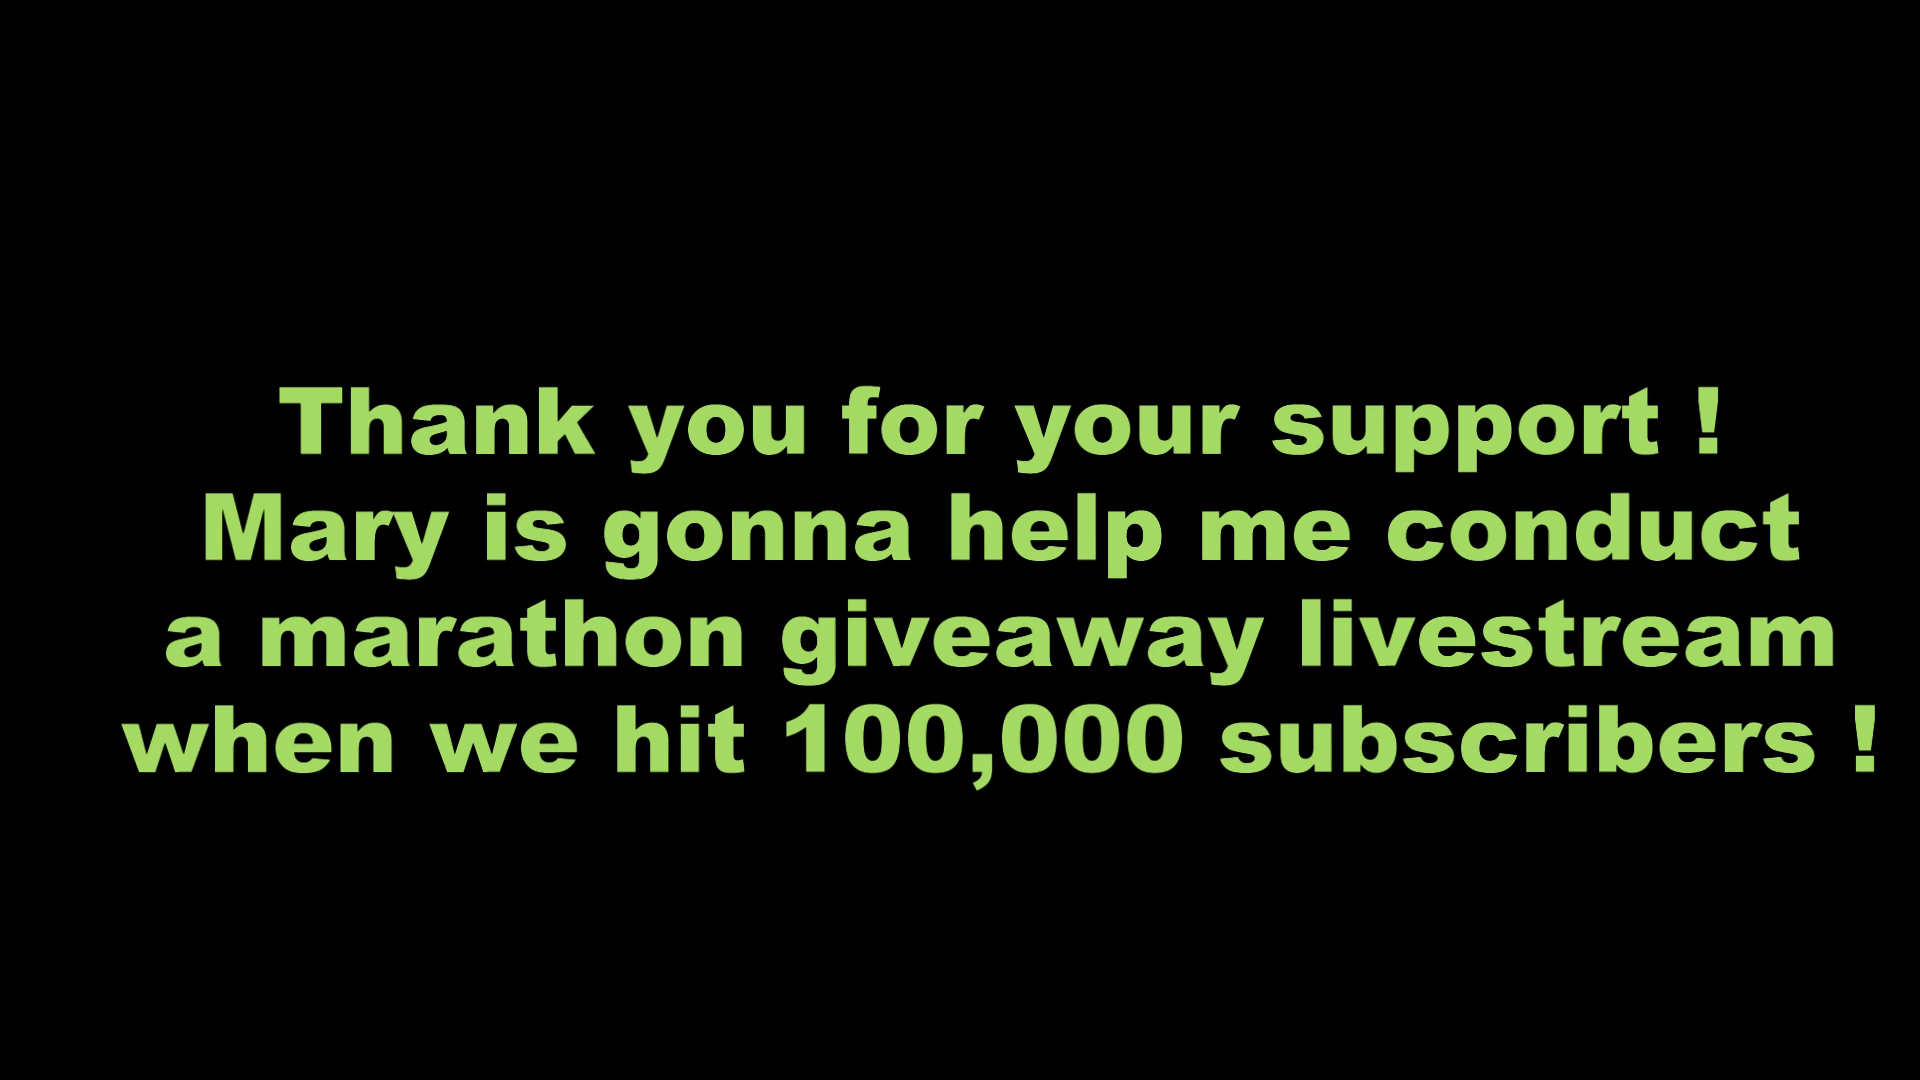 Thank you for your support !
Mary is gonna help me conduct
a marathon giveaway livestream
when we hit 100,000 subscribers !